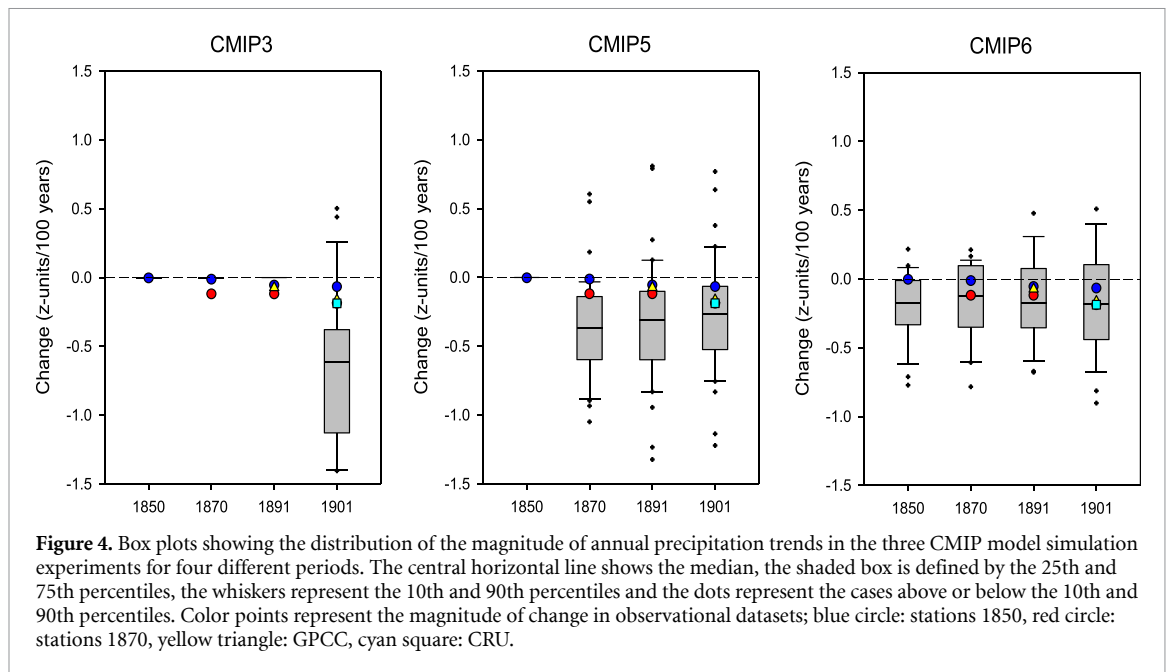 CMIP3
CMIP5
CMIP6
Change (z-units/100 years)
1.5
1.0
0.5
0.0
-0.5
-1.0
-1.5
1850 1870 1891 1901
Change (z-units/100 years)
1.5
1.0
0.5
0.0
-0.5
-1.0
-1.5
1850 1870 1891 1901
Change (z-units/100 years)
1.5
1.0
0.5
0.0
-0.5
-1.0
-1.5
1850 1870 1891 1901
Figure 4. Box plots showing the distribution of the magnitude of annual precipitation trends in the three CMIP model simulation
experiments for four different periods. The central horizontal line shows the median, the shaded box is defined by the 25th and
75th percentiles, the whiskers represent the 10th and 90th percentiles and the dots represent the cases above or below the 10th and
90th percentiles. Color points represent the magnitude of change in observational datasets; blue circle: stations 1850, red circle:
stations 1870, yellow triangle: GPCC, cyan square: CRU.